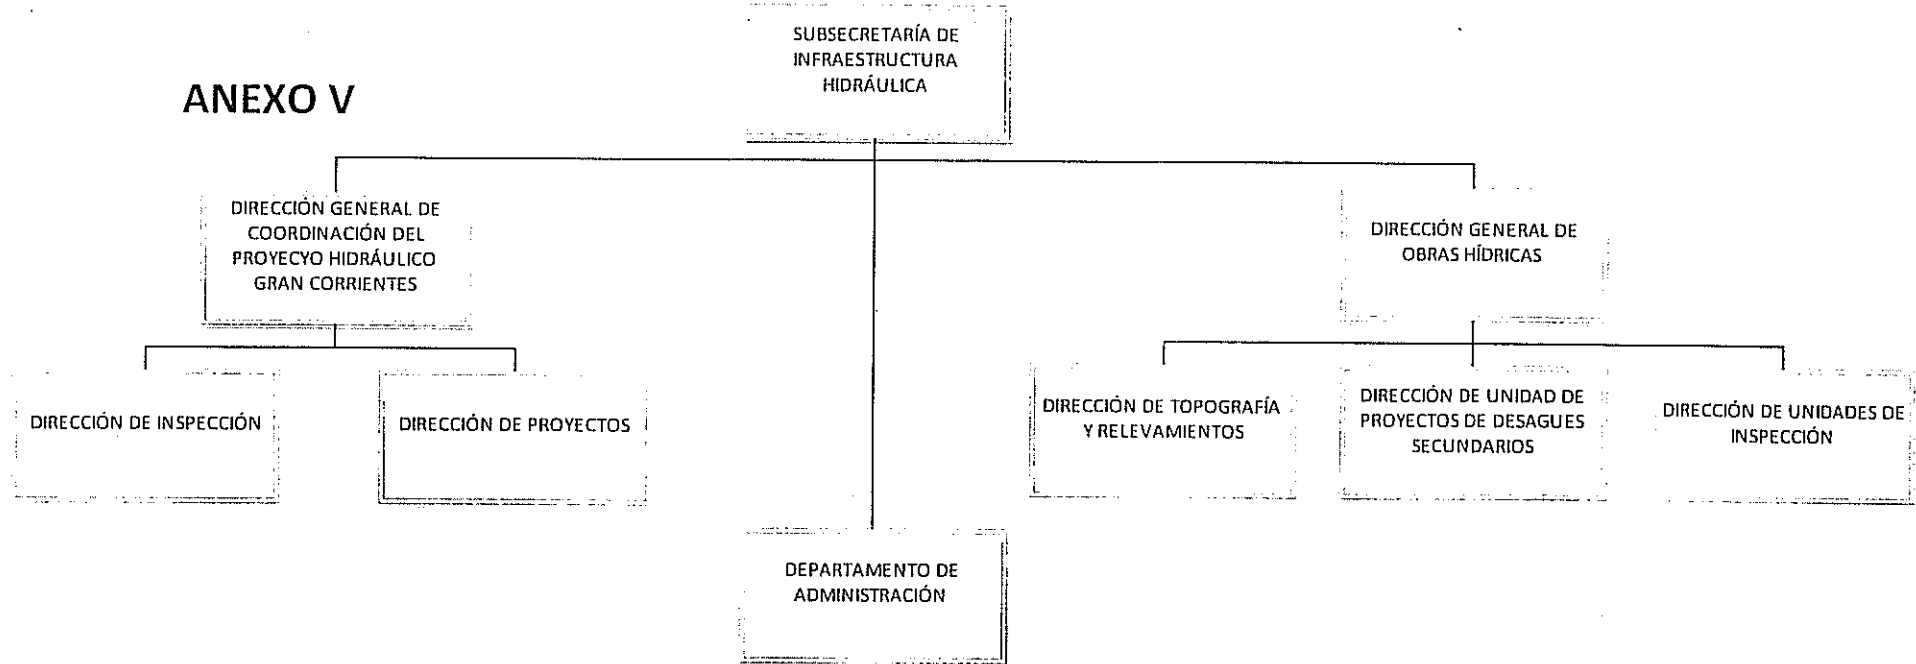 ANEXO V
SUBSECRETARÍA DE
INFRAESTRUCTURA
HIDRÁULICA
DIRECCIÓN GENERAL DE
COORDINACIÓN DEL
PROYECYO HIDRÁULICO
GRAN CORRIENTES
DIRECCIÓN GENERAL DE
OBRAS HÍDRICAS
DIRECCIÓN DE INSPECCIÓN
DIRECCIÓN DE PROYECTOS
DIRECCIÓN DE TOPOGRAFÍA
Y RELEVAMIENTOS
DIRECCIÓN DE UNIDAD DE
PROYECTOS DE DESAGUES
SECUNDARIOS
DIRECCIÓN DE UNIDADES DE
INSPECCIÓN
DEPARTAMENTO DE
ADMINISTRACIÓN